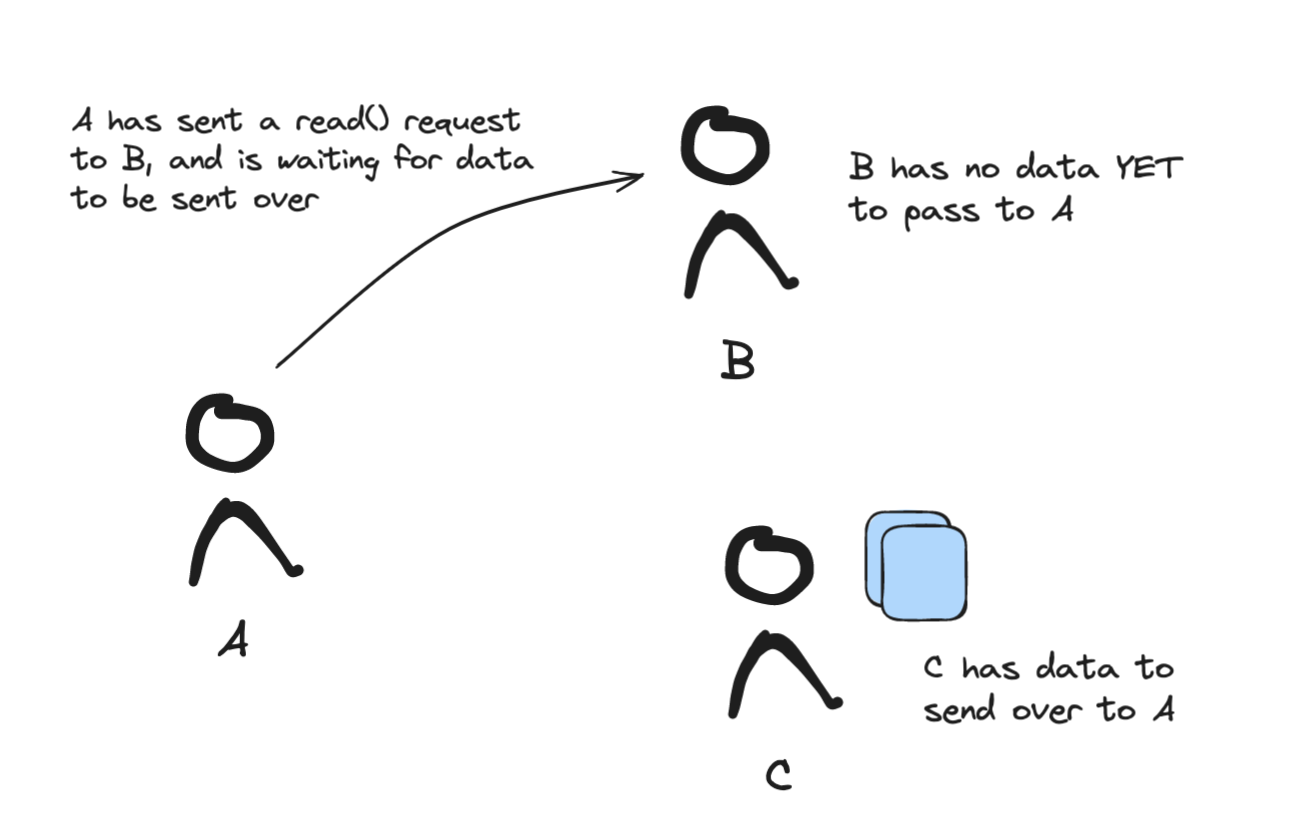 A has sent a read() request
to B, and is waiting for data
to be sent over
B has no data YET
to pass to A
B
A
C has data to
send over to A
C